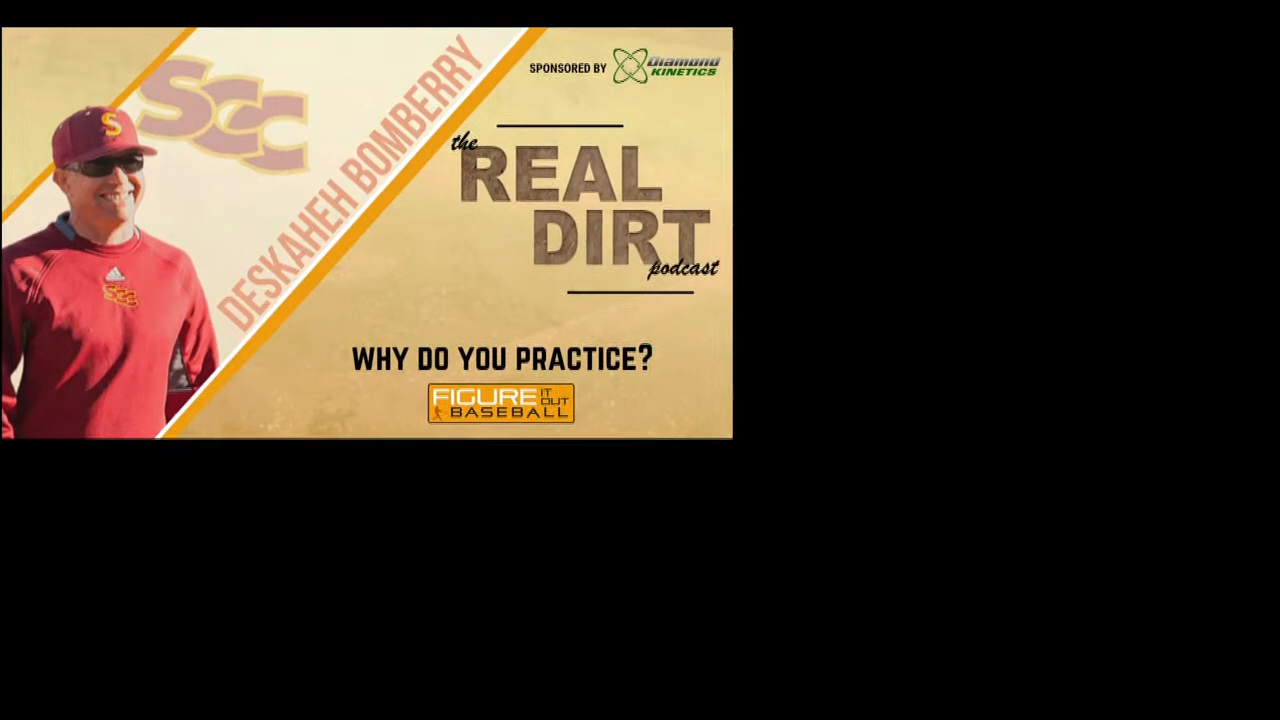 SCC
DESKAHEH BOMBERRY
S
SCC
SPONSORED BY
Diamond
KINETICS
the
REAL
DIRT
podcast
WHY DO YOU PRACTICE?
FIGURE IT OUT
BASEBALL